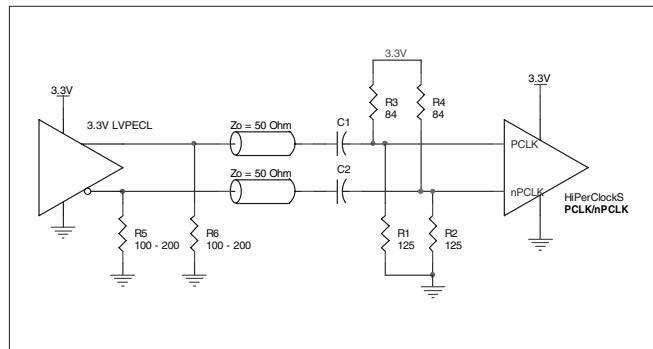 3.3V
3.3V
3.3V
3.3V LVPECL
R3
84
R4
84
Zo = 50 Ohm
C1
PCLK
Zo = 50 Ohm
C2
nPCLK
HiPerClockS
PCLK/nPCLK
R5
100 - 200
R6
100 - 200
R1
125
R2
125